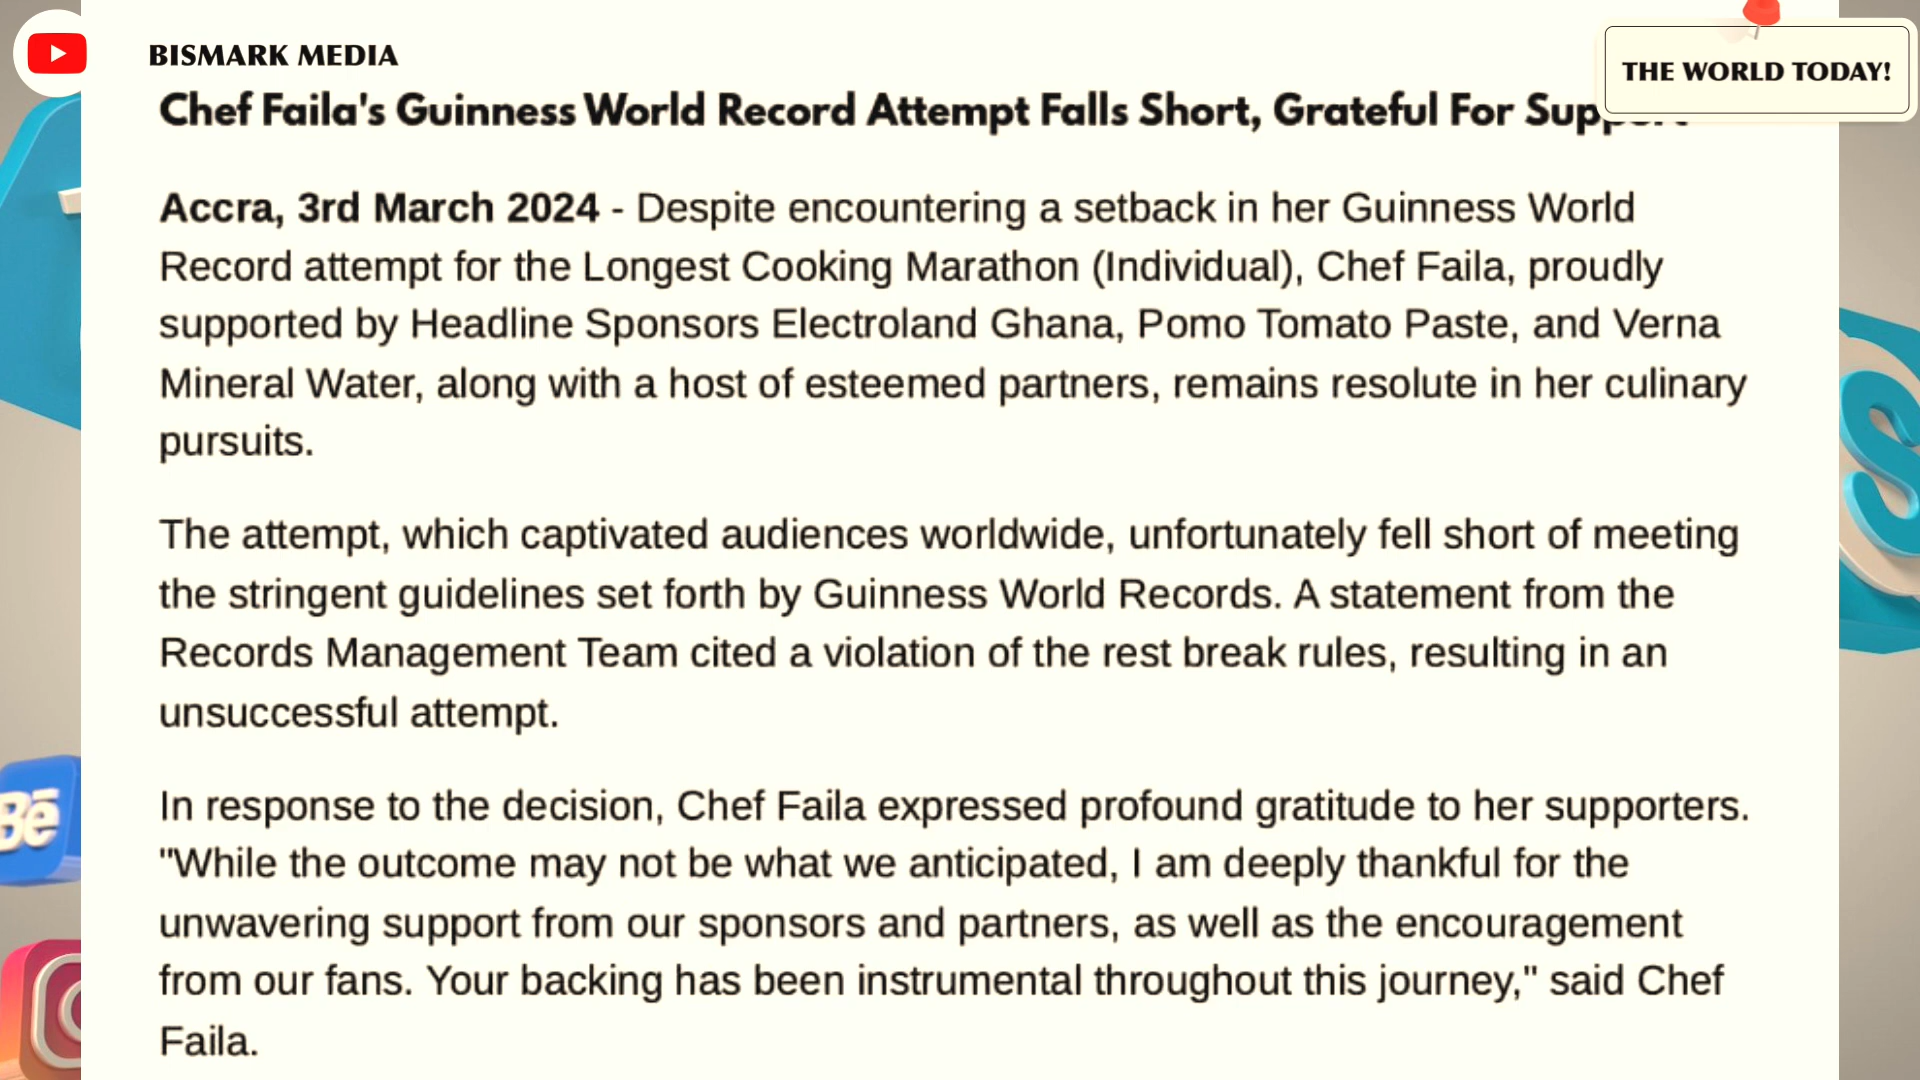 BISMARK MEDIA
THE WORLD TODAY!
Chef Faila's Guinness World Record Attempt Falls Short, Grateful For Support
Accra, 3rd March 2024 - Despite encountering a setback in her Guinness World
Record attempt for the Longest Cooking Marathon (Individual), Chef Faila, proudly
supported by Headline Sponsors Electroland Ghana, Pomo Tomato Paste, and Verna
Mineral Water, along with a host of esteemed partners, remains resolute in her culinary
pursuits.
The attempt, which captivated audiences worldwide, unfortunately fell short of meeting
the stringent guidelines set forth by Guinness World Records. A statement from the
Records Management Team cited a violation of the rest break rules, resulting in an
unsuccessful attempt.
In response to the decision, Chef Faila expressed profound gratitude to her supporters.
"While the outcome may not be what we anticipated, I am deeply thankful for the
unwavering support from our sponsors and partners, as well as the encouragement
from our fans. Your backing has been instrumental throughout this journey," said Chef
Faila.
Bē
S